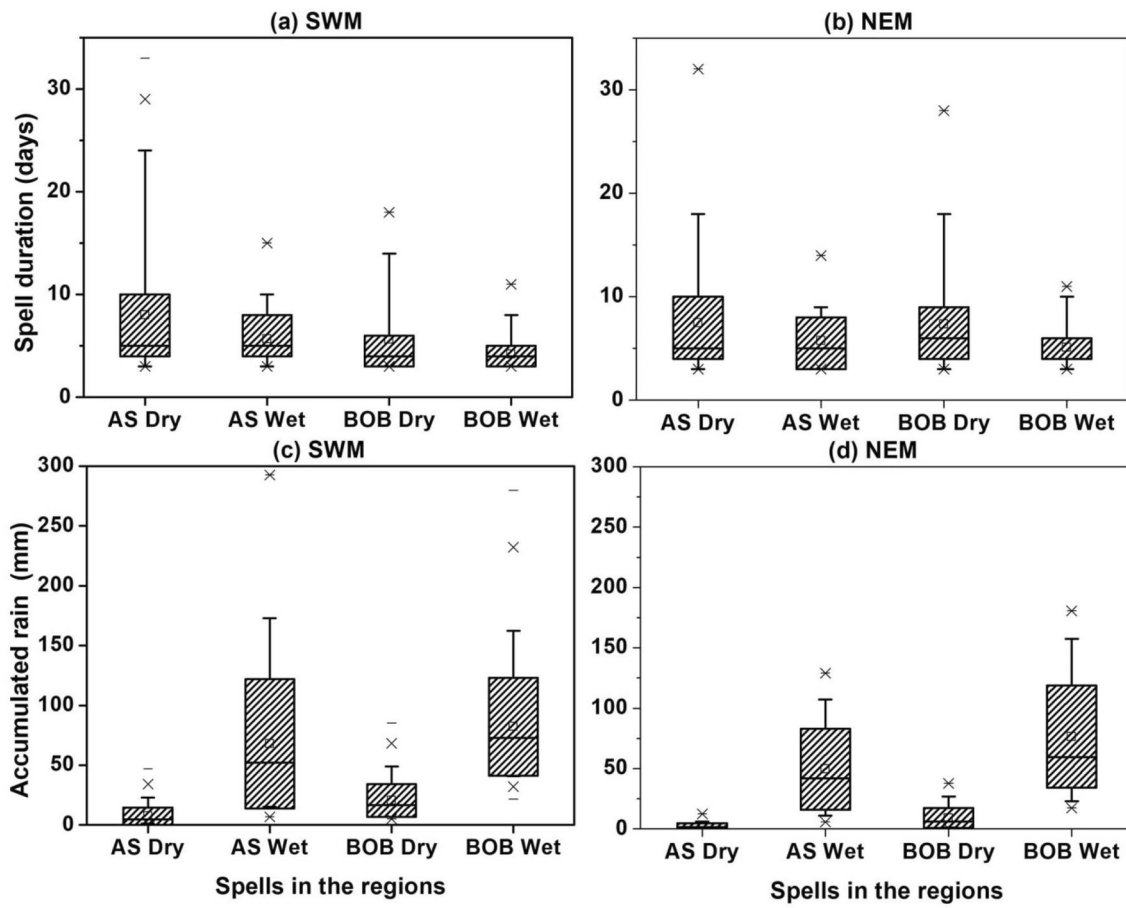 (a) SWM
(b) NEM
Spell duration (days)
30
20
10
0
30
20
10
0
AS Dry AS Wet BOB Dry BOB Wet
AS Dry AS Wet BOB Dry BOB Wet
(c) SWM
(d) NEM
Accumulated rain (mm)
300
250
200
150
100
50
0
300
250
200
150
100
50
0
AS Dry AS Wet BOB Dry BOB Wet
AS Dry AS Wet BOB Dry BOB Wet
Spells in the regions
Spells in the regions